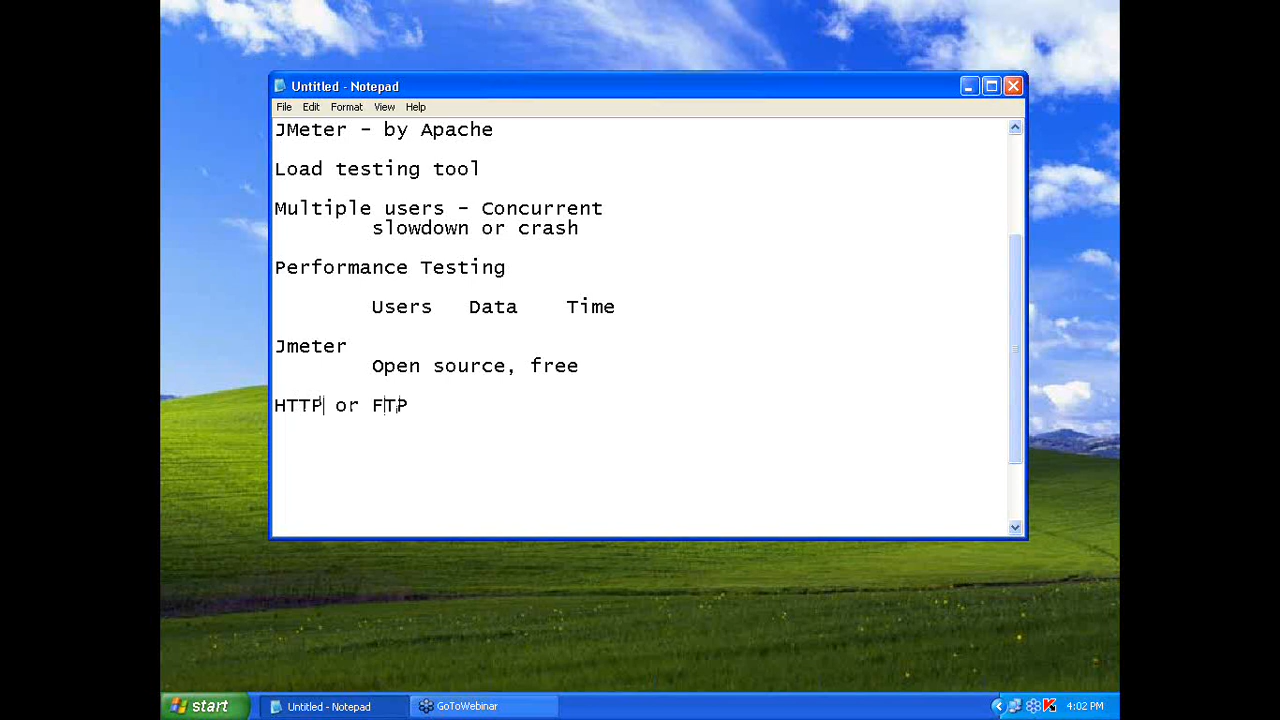 Untitled - Notepad
File Edit Format View Help
JMeter - by Apache
Load testing tool
Multiple users - Concurrent
slowdown or crash
Performance Testing
Users Data Time
Jmeter
Open source, free
HTTP or FTP
start Untitled - Notepad GoToWebinar 4:02 PM